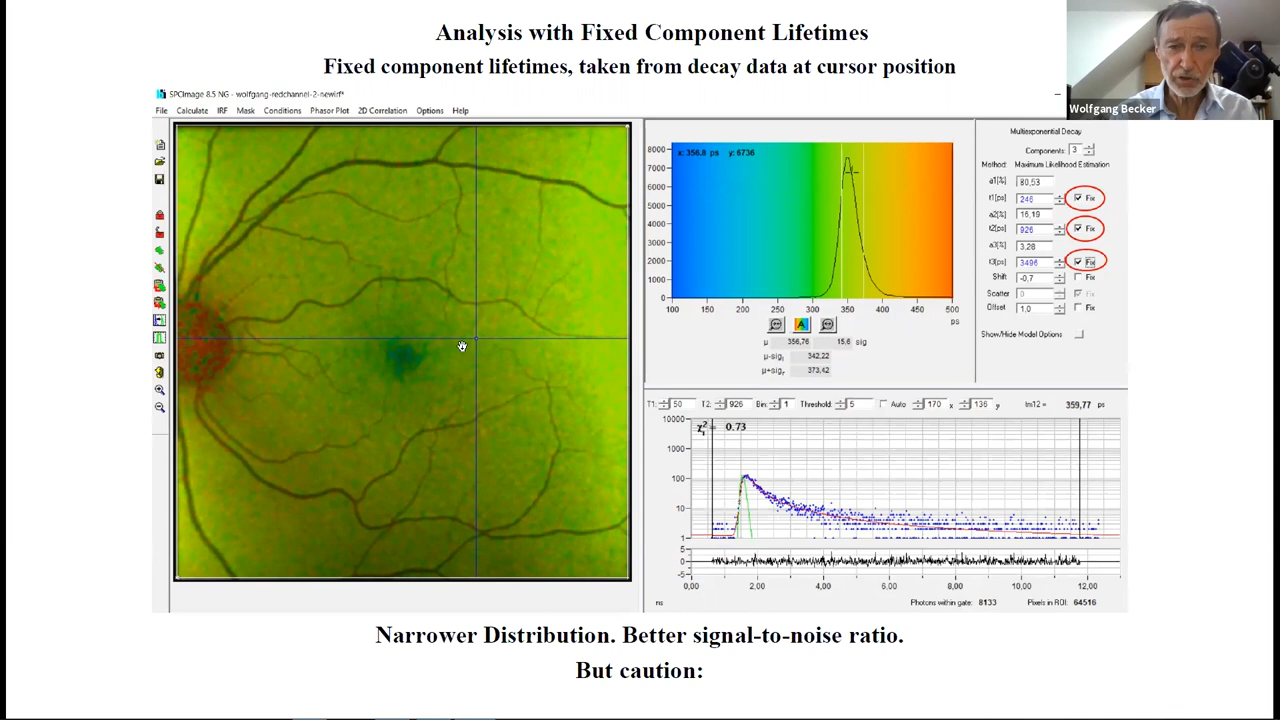 Analysis with Fixed Component Lifetimes
Fixed component lifetimes, taken from decay data at cursor position
Wolfgang Becker
SPCImage 8.5 NG - wolfgang-redchannel-2-newirf*
File Calculate IRF Mask Conditions Phasor Plot 2D Correlation Options Help
x: 356.8 ps y: 6736
8000
7000
6000
5000
4000
3000
2000
1000
0
100 150 200 250 300 350 400 450 500
ps
A
μ 356,76 15,6 sig
μ-sig 342,22
μ+sig 373,42
Multiexponential Decay
Components: 3
Method: Maximum Likelihood Estimation
a1[%] 80,53
t1[ps] 246 Fix
a2[%] 16,19
t2[ps] 926 Fix
a3[%] 3,28
t3[ps] 3496 Fix
Shift -0,7 Fix
Scatter 0 Fix
Offset 1,0 Fix
Show/Hide Model Options
T1: 50 T2: 926 Bin: 1 Threshold: 5 Auto 170 x 136 y tm12 = 359,77 ps
10000
1000
100
10
1
χ²r = 0.73
5
0
-5
0,00 2,00 4,00 6,00 8,00 10,00 12,00
ns Photons within gate: 8133 Pixels in ROI: 64516
Narrower Distribution. Better signal-to-noise ratio.
But caution: